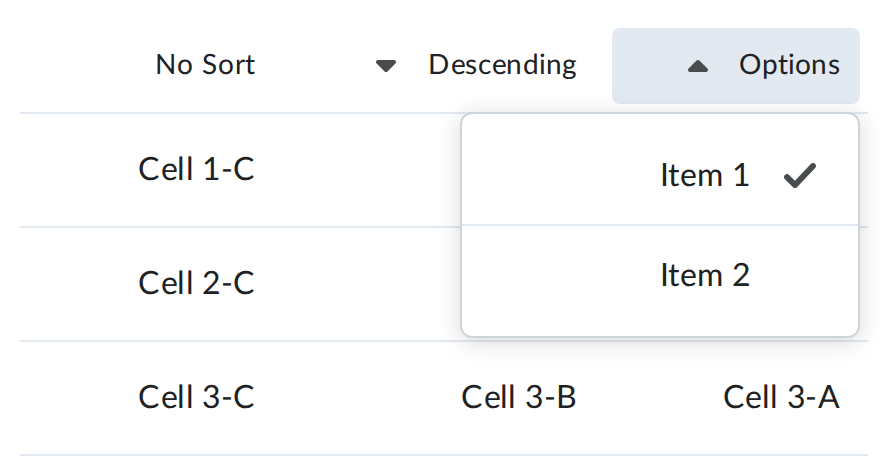 No Sort Descending Options
Cell 1-C Item 1
Cell 2-C Item 2
Cell 3-C Cell 3-B Cell 3-A